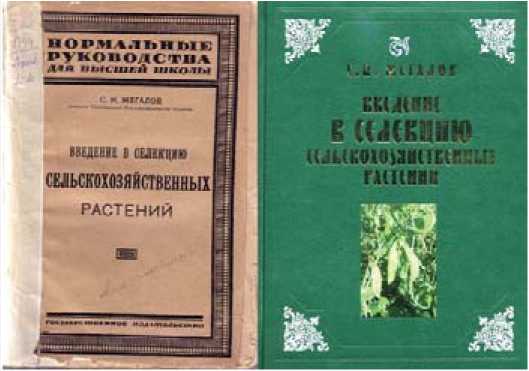 НОРМАЛЬНЫЕ
РУКОВОДСТВА
ДЛЯ ВЫСШЕЙ ШКОЛЫ
С. И. ЖЕГАЛОВ
ВВЕДЕНИЕ В СЕЛЕКЦИЮ
СЕЛЬСКОХОЗЯЙСТВЕННЫХ
РАСТЕНИЙ
ГОСУДАРСТВЕННОЕ ИЗДАТЕЛЬСТВО
С.И. ЖЕГАЛОВ
ВВЕДЕНИЕ
В СЕЛЕКЦИЮ
СЕЛЬСКОХОЗЯЙСТВЕННЫХ
РАСТЕНИЙ